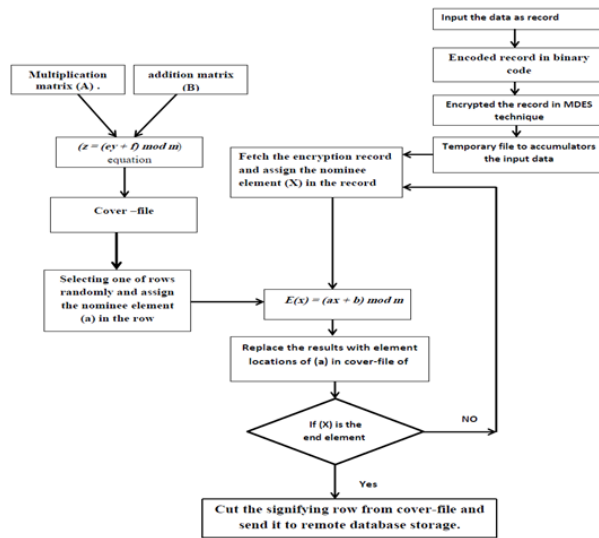 Input the data as record
Encoded record in binary
code
Encrypted the record in MDES
technique
Temporary file to accumulators
the input data
Multiplication
matrix (A) .
addition matrix
(B)
(z = (ey + f) mod m)
equation
Cover –file
Selecting one of rows
randomly and assign
the nominee element
(a) in the row
Fetch the encryption record
and assign the nominee
element (X) in the record
E(x) = (ax + b) mod m
Replace the results with element
locations of (a) in cover-file of
If (X) is the
end element
NO
Yes
Cut the signifying row from cover-file and
send it to remote database storage.